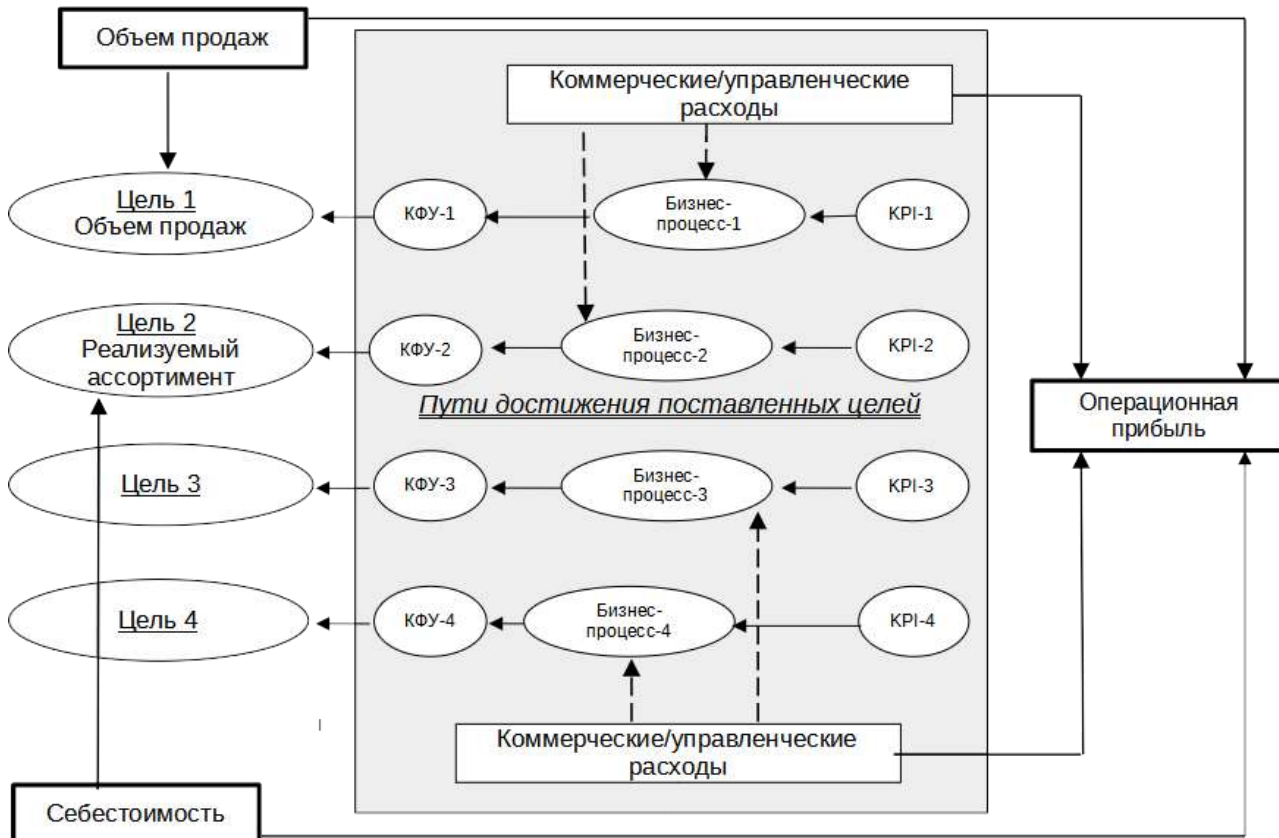 Объем продаж
Коммерческие/управленческие
расходы
Цель 1
Объем продаж
КФУ-1
Бизнес-
процесс-1
KPI-1
Цель 2
Реализуемый
ассортимент
КФУ-2
Бизнес-
процесс-2
KPI-2
Пути достижения поставленных целей
Операционная
прибыль
Цель 3
КФУ-3
Бизнес-
процесс-3
KPI-3
Цель 4
КФУ-4
Бизнес-
процесс-4
KPI-4
Коммерческие/управленческие
расходы
Себестоимость